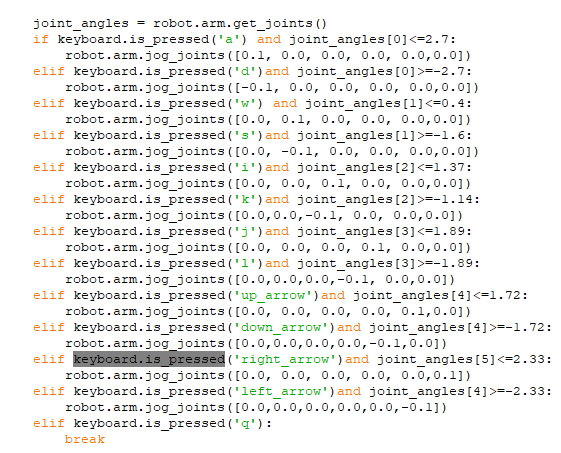 joint_angles = robot.arm.get_joints()
if keyboard.is_pressed('a') and joint_angles[0]<=2.7:
    robot.arm.jog_joints([0.1, 0.0, 0.0, 0.0, 0.0,0.0])
elif keyboard.is_pressed('d')and joint_angles[0]>=-2.7:
    robot.arm.jog_joints([-0.1, 0.0, 0.0, 0.0, 0.0,0.0])
elif keyboard.is_pressed('w') and joint_angles[1]<=0.4:
    robot.arm.jog_joints([0.0, 0.1, 0.0, 0.0, 0.0,0.0])
elif keyboard.is_pressed('s')and joint_angles[1]>=-1.6:
    robot.arm.jog_joints([0.0, -0.1, 0.0, 0.0, 0.0,0.0])
elif keyboard.is_pressed('i')and joint_angles[2]<=1.37:
    robot.arm.jog_joints([0.0, 0.0, 0.1, 0.0, 0.0,0.0])
elif keyboard.is_pressed('k')and joint_angles[2]>=-1.14:
    robot.arm.jog_joints([0.0,0.0,-0.1, 0.0, 0.0,0.0])
elif keyboard.is_pressed('j')and joint_angles[3]<=1.89:
    robot.arm.jog_joints([0.0, 0.0, 0.0, 0.1, 0.0,0.0])
elif keyboard.is_pressed('l')and joint_angles[3]>=-1.89:
    robot.arm.jog_joints([0.0,0.0,0.0,-0.1, 0.0,0.0])
elif keyboard.is_pressed('up_arrow')and joint_angles[4]<=1.72:
    robot.arm.jog_joints([0.0, 0.0, 0.0, 0.0, 0.1,0.0])
elif keyboard.is_pressed('down_arrow')and joint_angles[4]>=-1.72:
    robot.arm.jog_joints([0.0,0.0,0.0,0.0,-0.1,0.0])
elif keyboard.is_pressed('right_arrow')and joint_angles[5]<=2.33:
    robot.arm.jog_joints([0.0, 0.0, 0.0, 0.0, 0.0,0.1])
elif keyboard.is_pressed('left_arrow')and joint_angles[4]>=-2.33:
    robot.arm.jog_joints([0.0,0.0,0.0,0.0,0.0,-0.1])
elif keyboard.is_pressed('q'):
    break